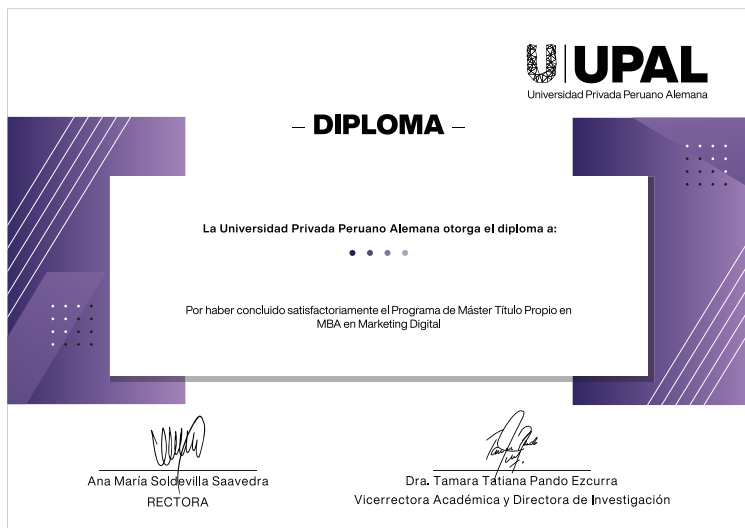 UPAL
Universidad Privada Peruano Alemana
– DIPLOMA –
La Universidad Privada Peruano Alemana otorga el diploma a:
Por haber concluido satisfactoriamente el Programa de Máster Título Propio en
MBA en Marketing Digital
Ana María Soldevilla Saavedra
RECTORA
Dra. Tamara Tatiana Pando Ezcurra
Vicerrectora Académica y Directora de Investigación